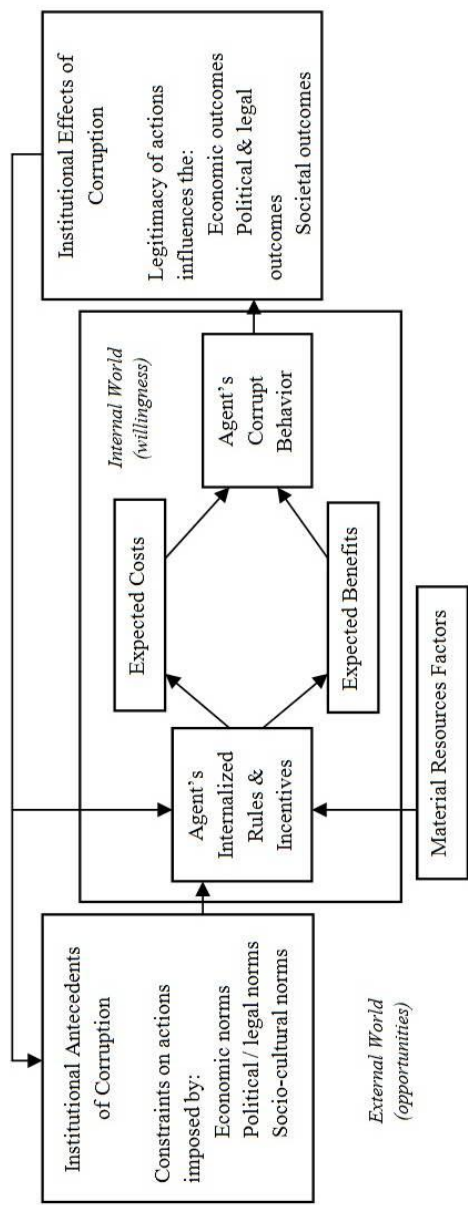 Institutional Antecedents
of Corruption
Constraints on actions
imposed by:
Economic norms
Political / legal norms
Socio-cultural norms
External World
(opportunities)
Agent's
Internalized
Rules &
Incentives
Material Resources Factors
Expected Costs
Expected Benefits
Internal World
(willingness)
Agent's
Corrupt
Behavior
Institutional Effects of
Corruption
Legitimacy of actions
influences the:
Economic outcomes
Political & legal
outcomes
Societal outcomes